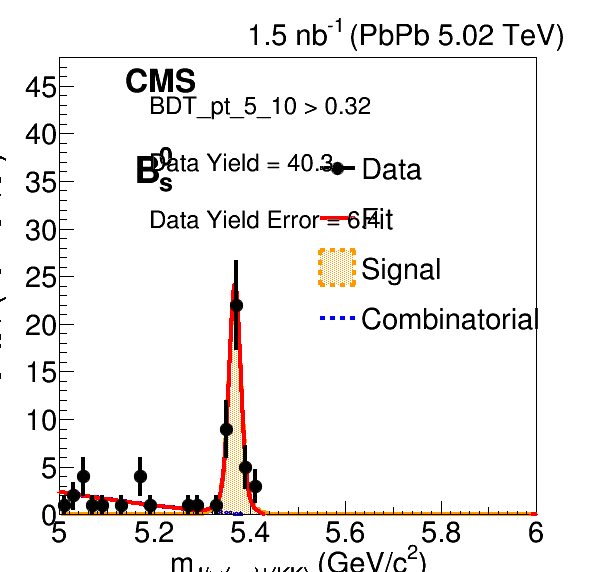 1.5 nb-1 (PbPb 5.02 TeV)
CMS
BDT_pt_5_10 > 0.32
B0s
Data Yield = 40.3
Data
Data Yield Error = 6.4
Fit
Signal
Combinatorial
45
40
35
30
25
20
15
10
5
0
5 5.2 5.4 5.6 5.8 6
m (GeV/c2)